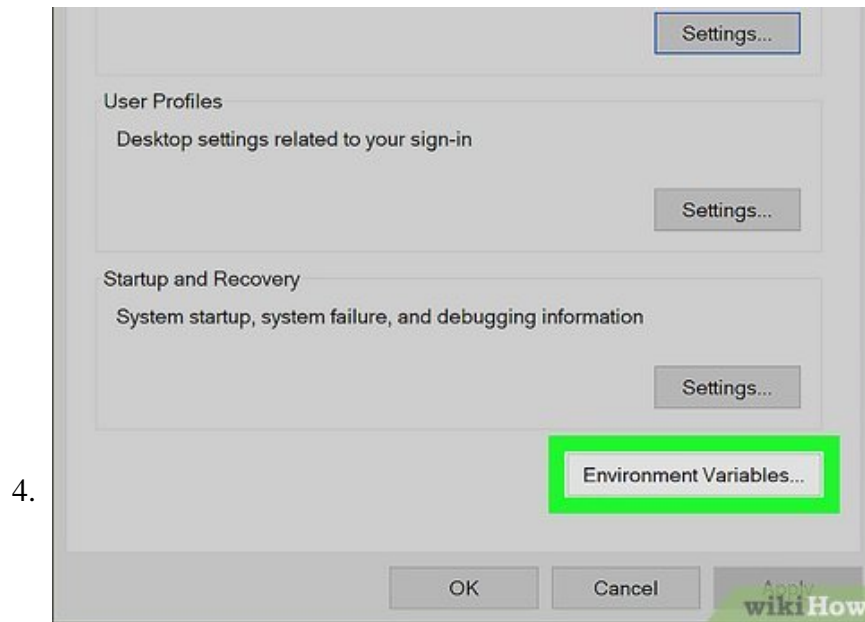 Settings...
User Profiles
Desktop settings related to your sign-in
Settings...
Startup and Recovery
System startup, system failure, and debugging information
Settings...
4.
Environment Variables...
OK Cancel Apply
wikiHow